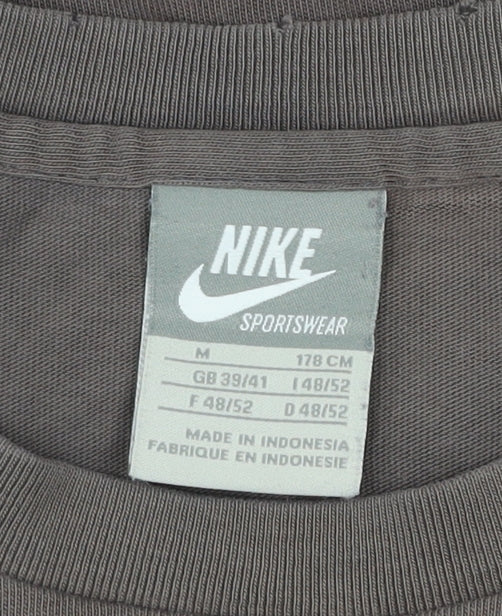 NIKE
SPORTSWEAR
M 178 CM
GB 39/41 I 48/52
F 48/52 D 48/52
MADE IN INDONESIA
FABRIQUE EN INDONESIE